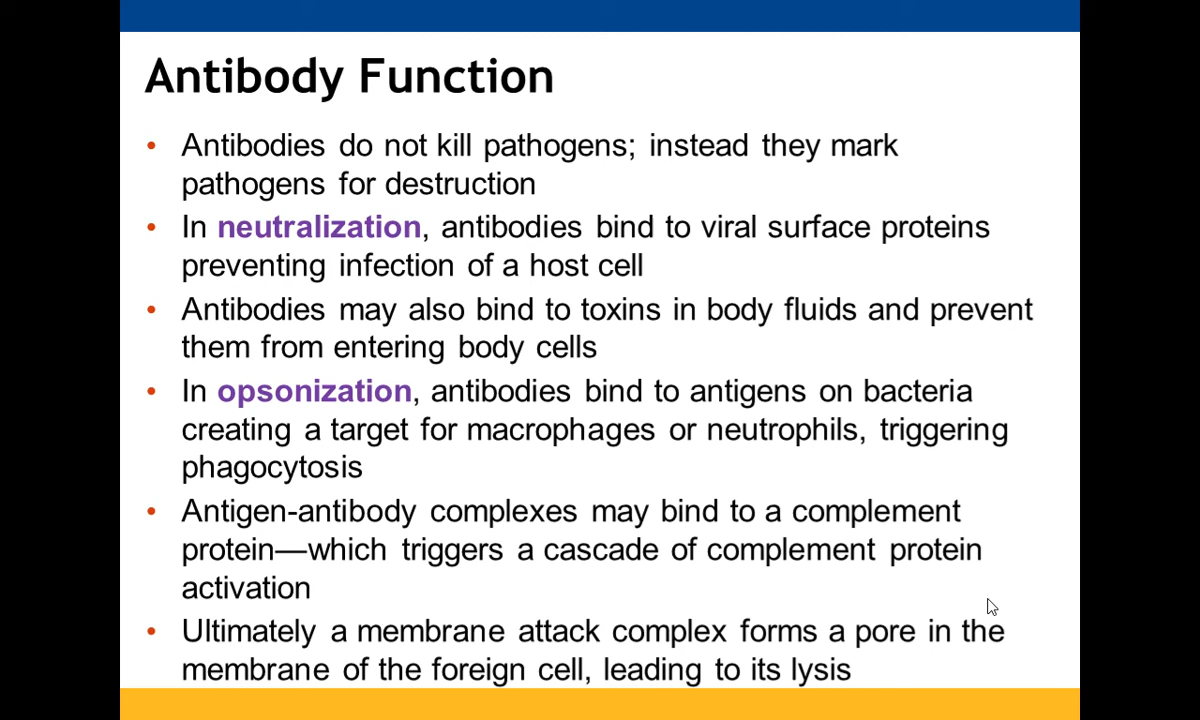 Antibody Function
• Antibodies do not kill pathogens; instead they mark
pathogens for destruction
• In neutralization, antibodies bind to viral surface proteins
preventing infection of a host cell
• Antibodies may also bind to toxins in body fluids and prevent
them from entering body cells
• In opsonization, antibodies bind to antigens on bacteria
creating a target for macrophages or neutrophils, triggering
phagocytosis
• Antigen-antibody complexes may bind to a complement
protein—which triggers a cascade of complement protein
activation
• Ultimately a membrane attack complex forms a pore in the
membrane of the foreign cell, leading to its lysis